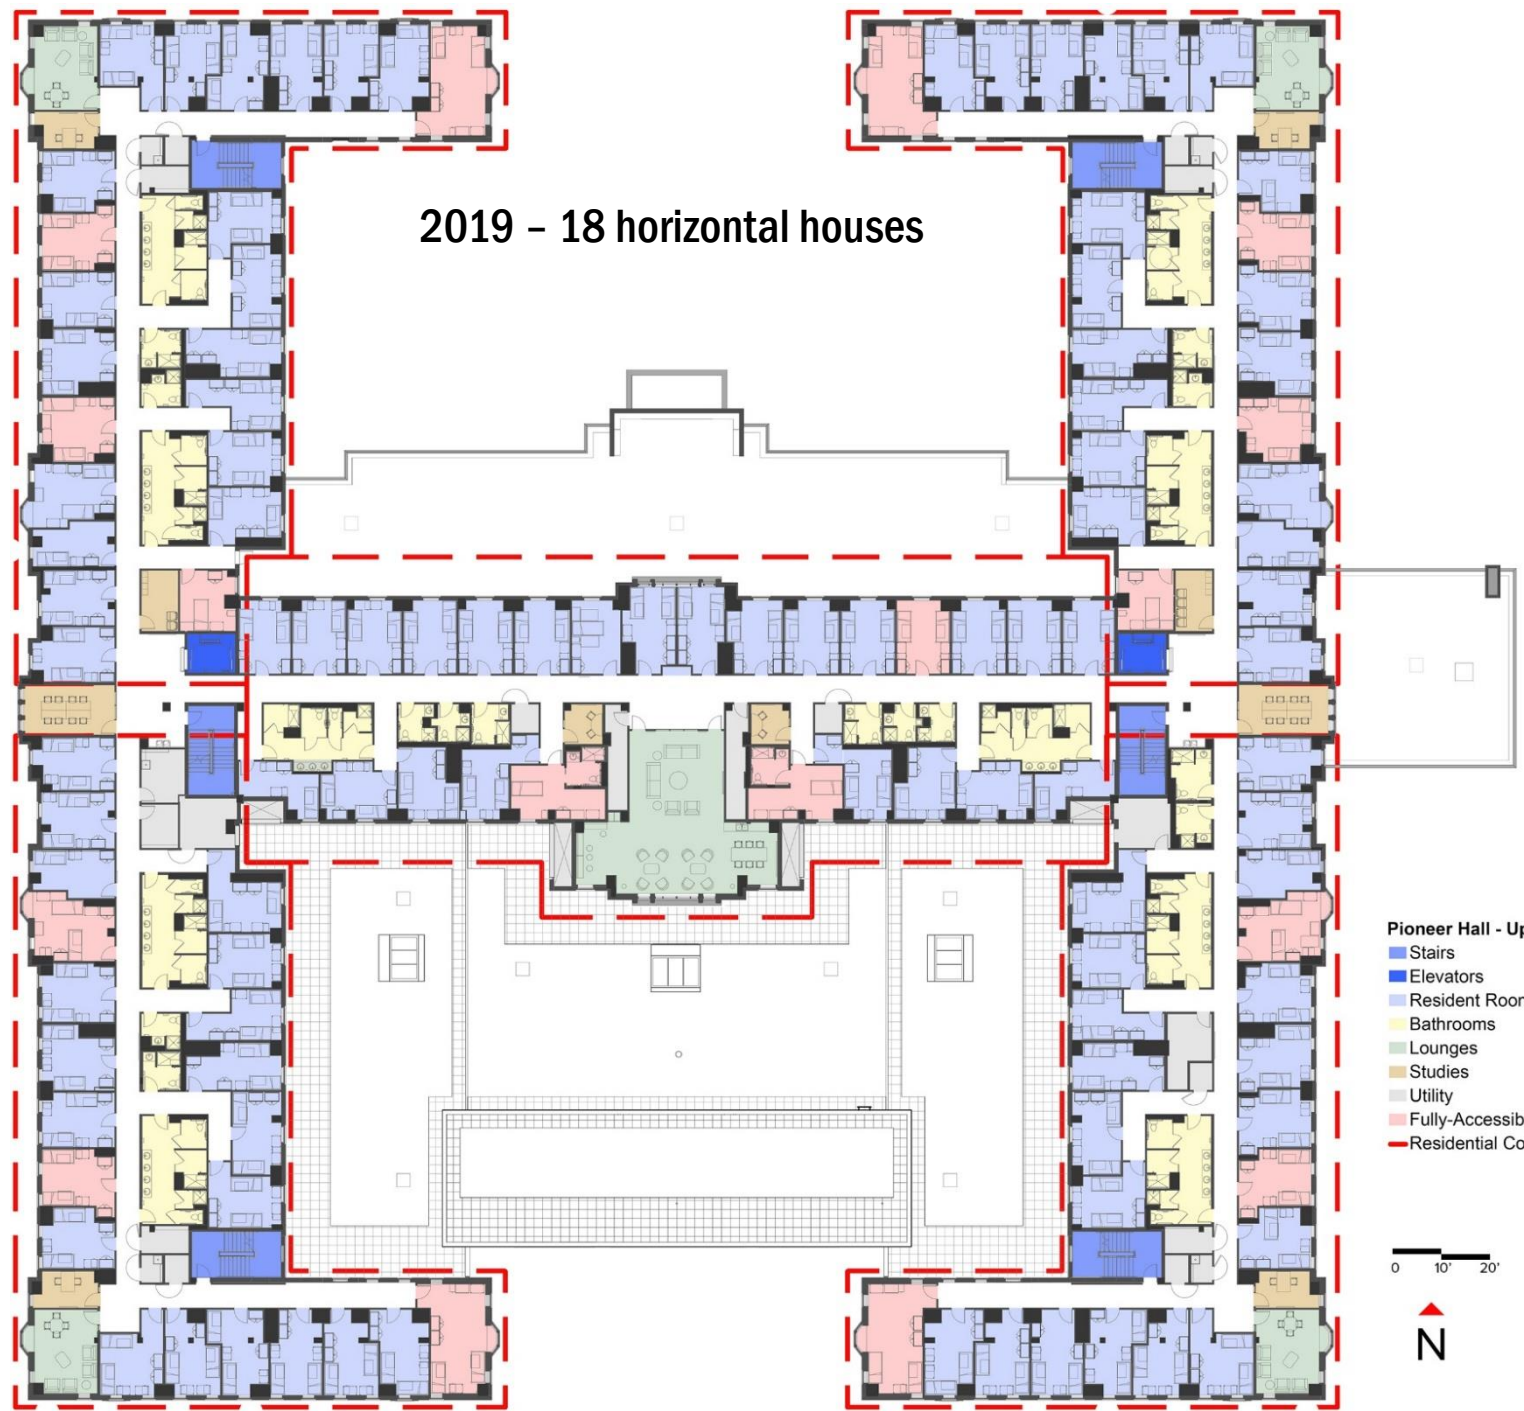 2019 – 18 horizontal houses
Pioneer Hall - Up
Stairs
Elevators
Resident Roor
Bathrooms
Lounges
Studies
Utility
Fully-Accessib
Residential Co
0 10' 20'
N